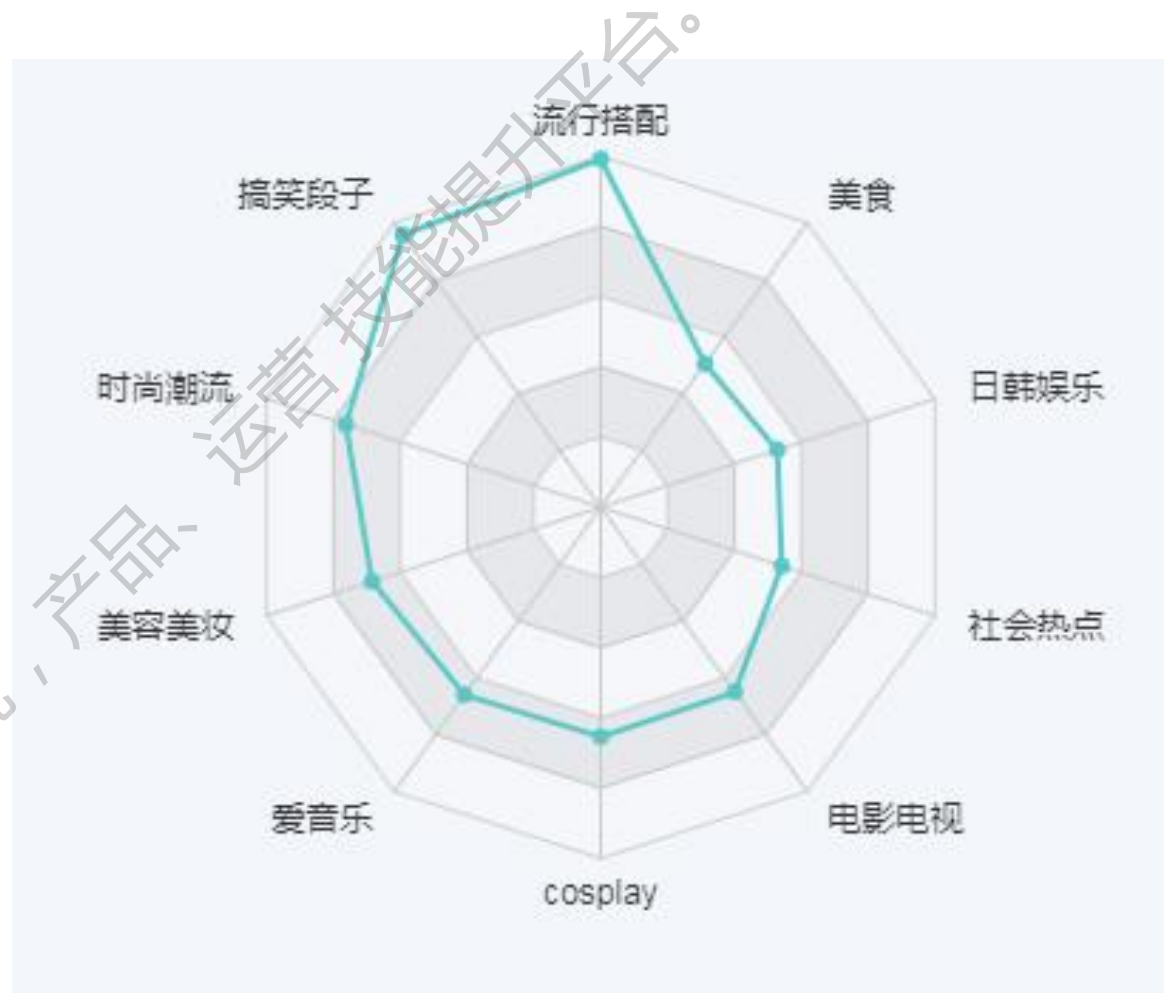 流行搭配
搞笑段子
美食
时尚潮流
日韩娱乐
美容美妆
社会热点
爱音乐
电影电视
cosplay
，产品、运营 技能提升平台。